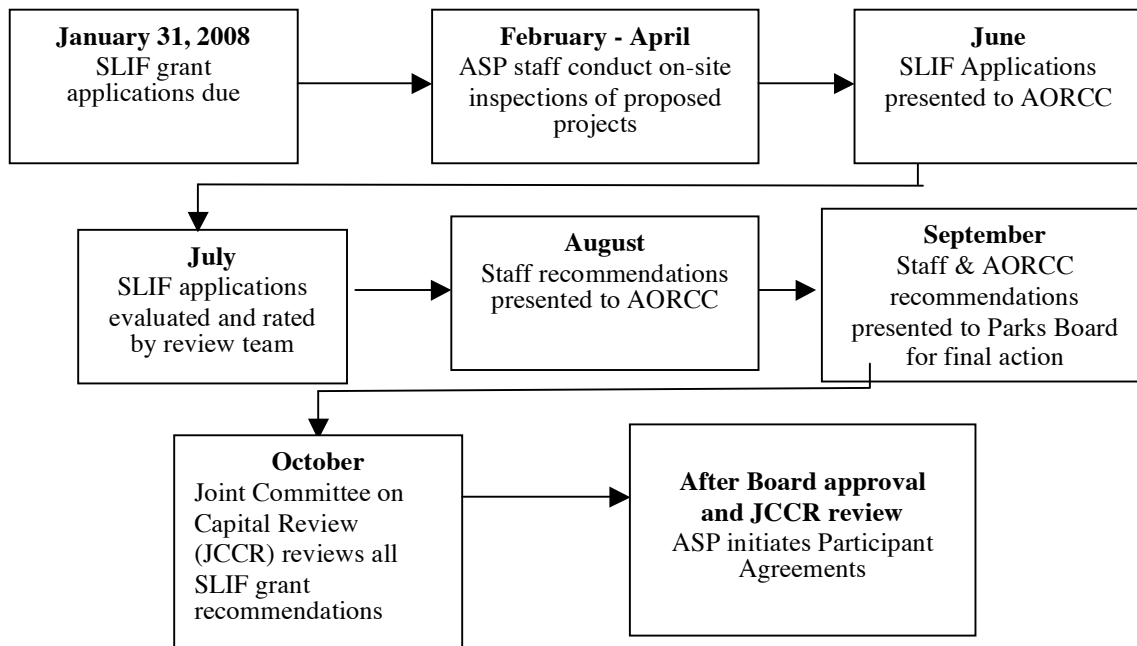 January 31, 2008
SLIF grant
applications due
February - April
ASP staff conduct on-site
inspections of proposed
projects
June
SLIF Applications
presented to AORCC
July
SLIF applications
evaluated and rated
by review team
August
Staff recommendations
presented to AORCC
September
Staff & AORCC
recommendations
presented to Parks Board
for final action
October
Joint Committee on
Capital Review
(JCCR) reviews all
SLIF grant
recommendations
After Board approval
and JCCR review
ASP initiates Participant
Agreements